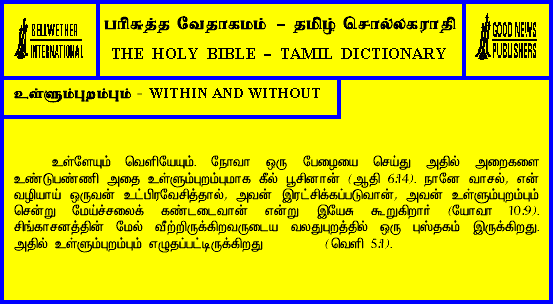 BELLWETHER
INTERNATIONAL
பரிசுத்த வேதாகமம் - தமிழ் சொல்லகராதி
THE HOLY BIBLE - TAMIL DICTIONARY
GOOD NEWS
PUBLISHERS
உள்ளும்புறம்பும் - WITHIN AND WITHOUT
உள்ளேயும் வெளியேயும். நோவா ஒரு பேழையை செய்து அதில் அறைகளை
உண்டுபண்ணி அதை உள்ளும்புறம்புமாக கீல் பூசினான் (ஆதி 6:14). நானே வாசல், என்
வழியாய் ஒருவன் உட்பிரவேசித்தால், அவன் இரட்சிக்கப்படுவான், அவன் உள்ளும்புறம்பும்
சென்று மேய்ச்சலைக் கண்டடைவான் என்று இயேசு கூறுகிறார் (யோவா 10:9).
சிங்காசனத்தின் மேல் வீற்றிருக்கிறவருடைய வலதுபுறத்தில் ஒரு புஸ்தகம் இருக்கிறது.
அதில் உள்ளும்புறம்பும் எழுதப்பட்டிருக்கிறது (வெளி 5:1).